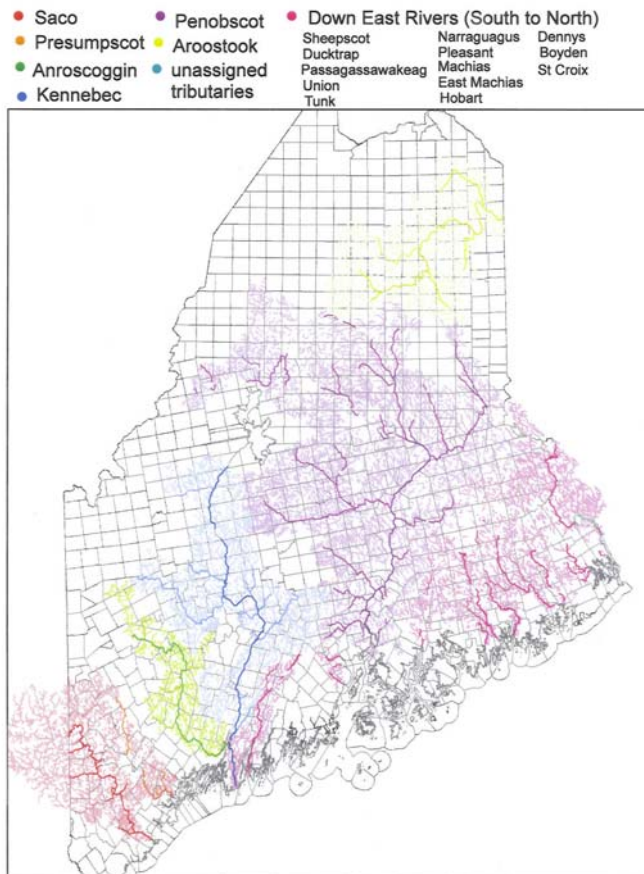 Saco
Presumpscot
Anroscoggin
Kennebec
Penobscot
Aroostook
unassigned
tributaries
Down East Rivers (South to North)
Sheepscot
Ducktrap
Passagassawakeag
Union
Tunk
Narraguagus
Pleasant
Machias
East Machias
Hobart
Dennys
Boyden
St Croix